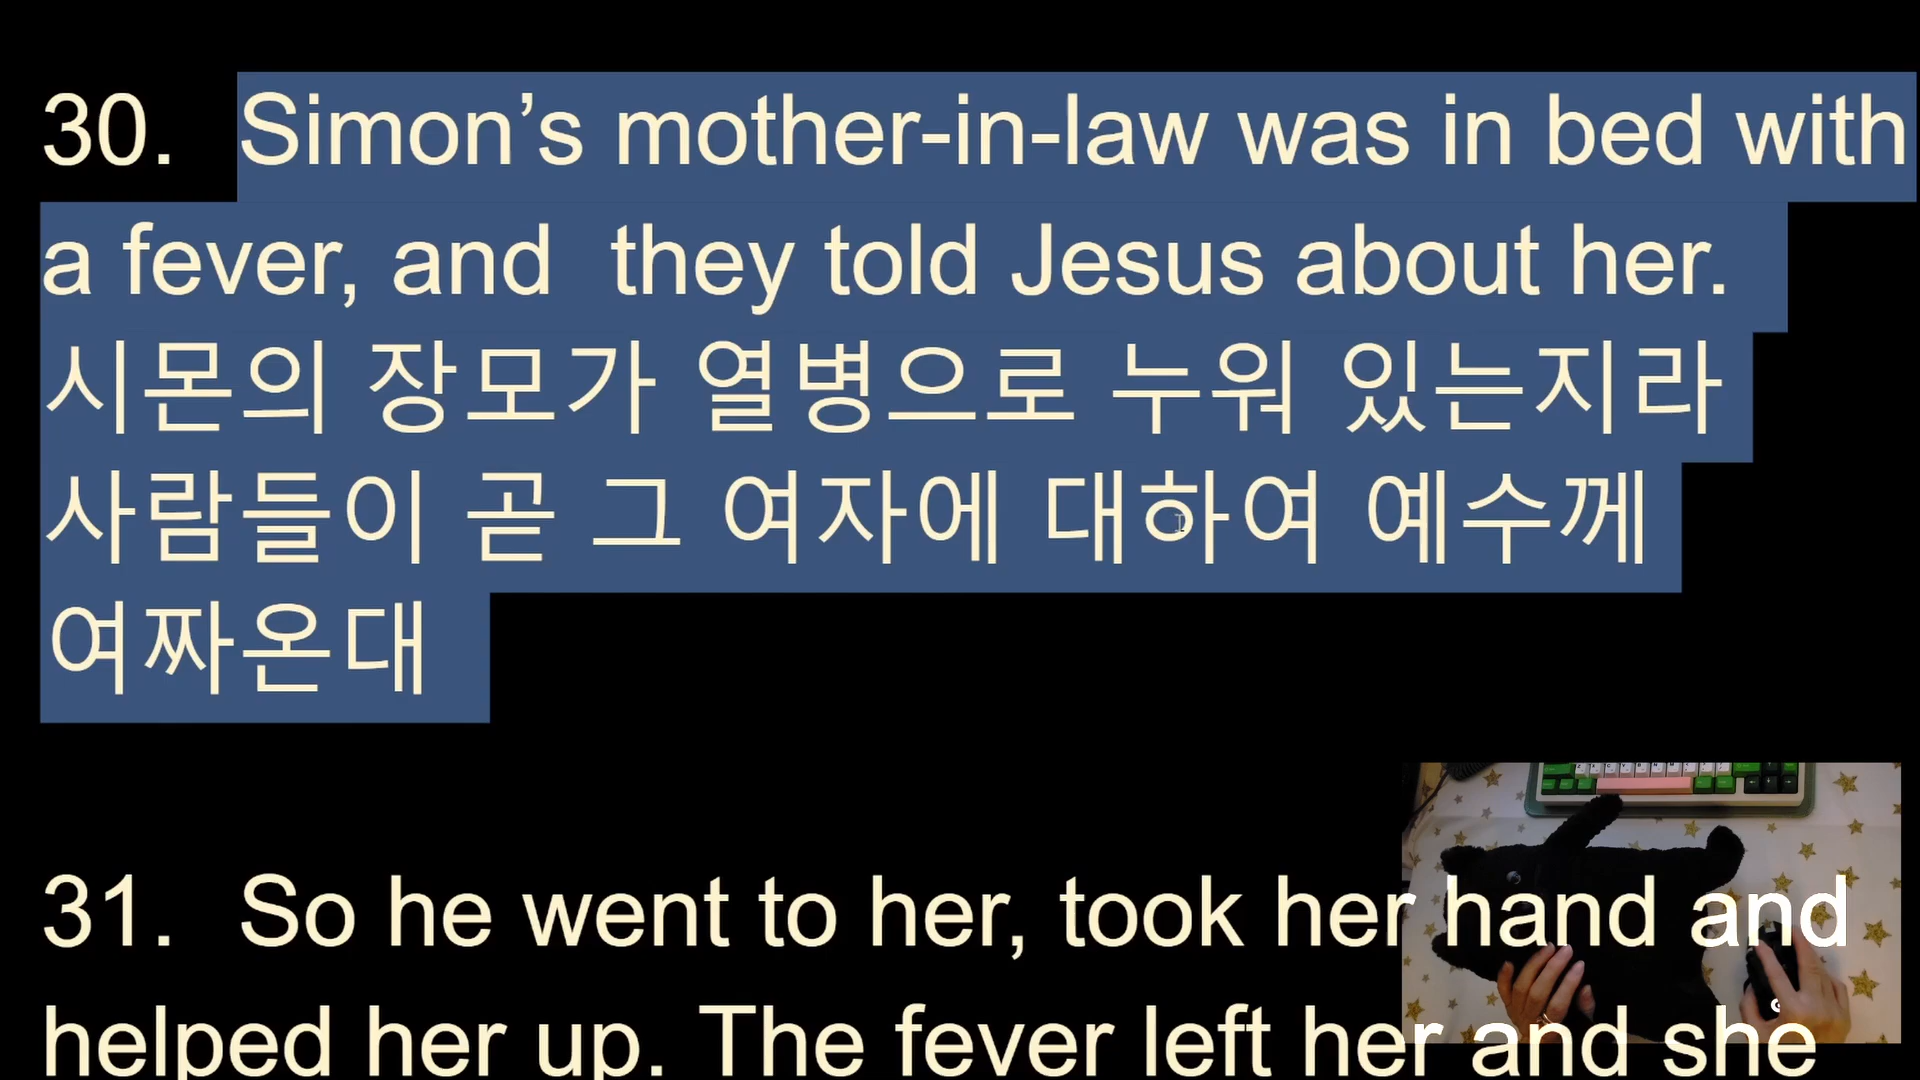 30. Simon’s mother-in-law was in bed with
a fever, and  they told Jesus about her.
시몬의 장모가 열병으로 누워 있는지라
사람들이 곧 그 여자에 대하여 예수께
여짜온대
31. So he went to her, took her hand and
helped her up. The fever left her and she